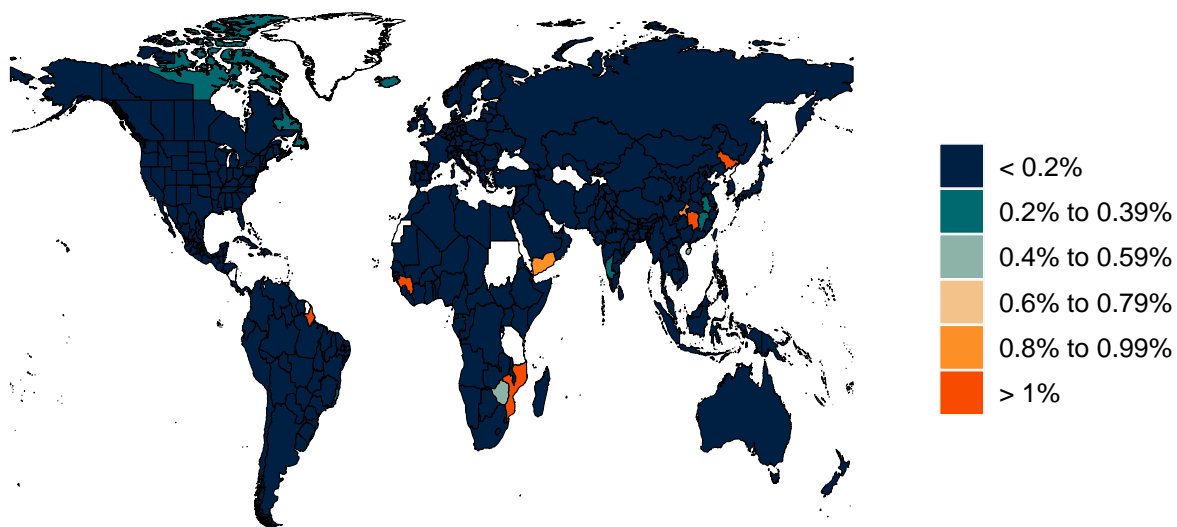 < 0.2%
0.2% to 0.39%
0.4% to 0.59%
0.6% to 0.79%
0.8% to 0.99%
> 1%